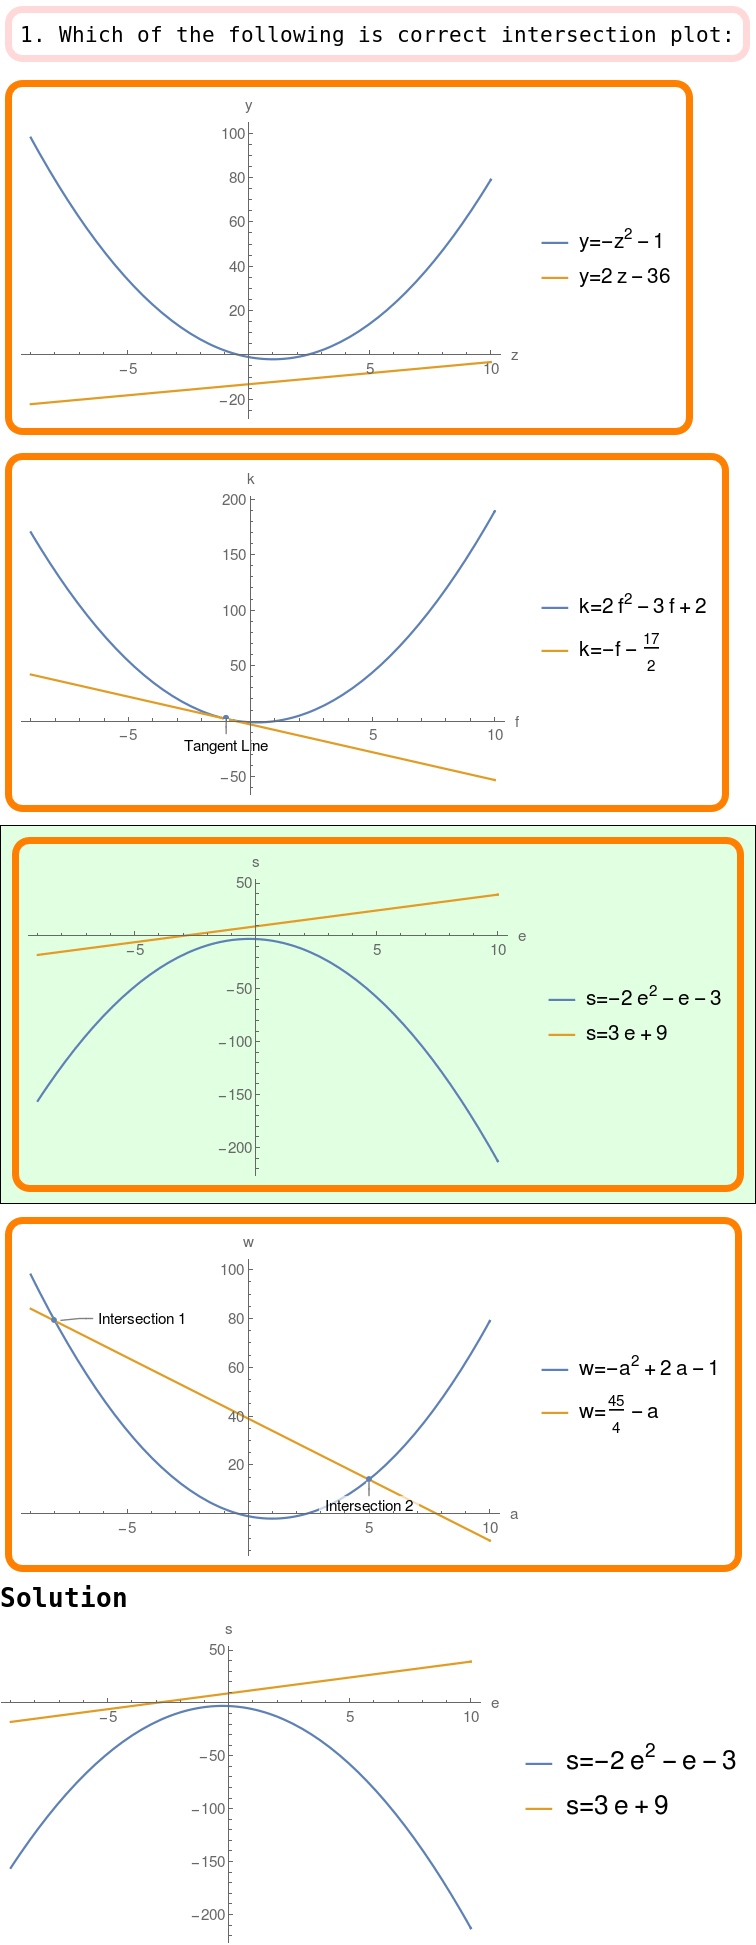 1. Which of the following is correct intersection plot:
y
100
80
60
40
20
−20
−5
5
10
z
y=−z² − 1
y=2 z − 36
k
200
150
100
50
−50
−5
5
10
f
Tangent Line
k=2 f² − 3 f + 2
k=−f − 17/2
s
50
−50
−100
−150
−200
−5
5
10
e
s=−2 e² − e − 3
s=3 e + 9
w
100
80
60
40
20
−5
5
10
a
Intersection 1
Intersection 2
w=−a² + 2 a − 1
w=45/4 − a
Solution
s
50
−50
−100
−150
−200
−5
5
10
e
s=−2 e² − e − 3
s=3 e + 9